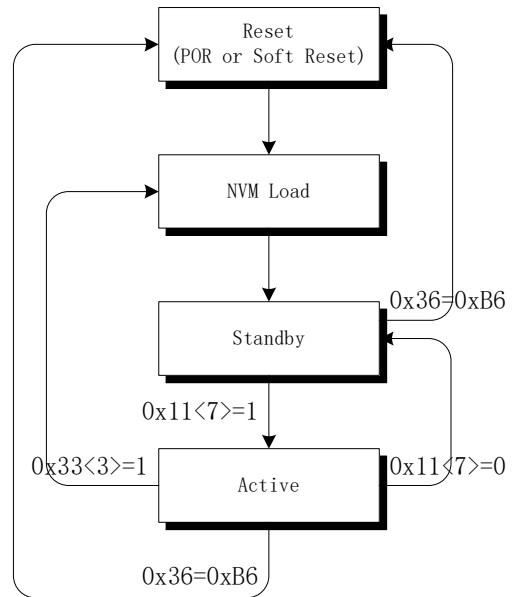 Reset
(POR or Soft Reset)
NVM Load
0x36=0xB6
Standby
0x11<7>=1
0x33<3>=1
0x11<7>=0
Active
0x36=0xB6